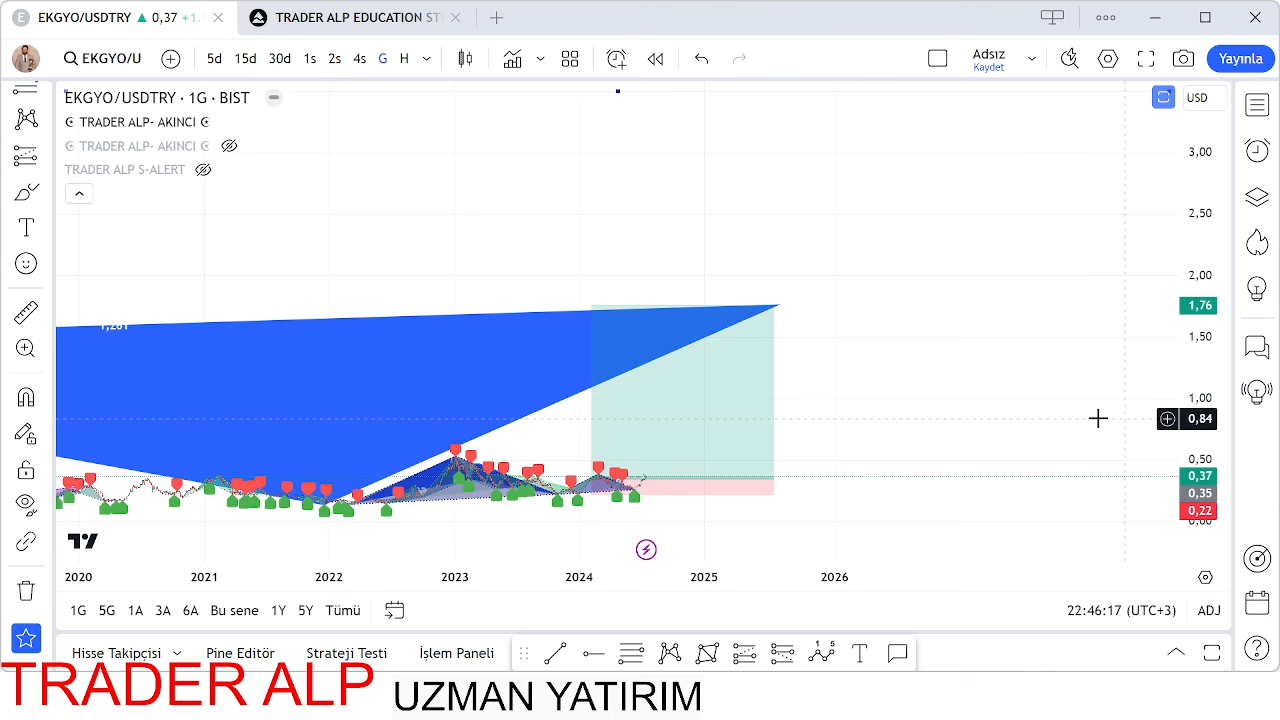 EKGYO/USDTRY ▲ 0,37 +1.
TRADER ALP EDUCATION ST
EKGYO/U
5d 15d 30d 1s 2s 4s G H
Adsız
Kaydet
Yayınla
EKGYO/USDTRY · 1G · BIST
TRADER ALP- AKINCI
TRADER ALP- AKINCI
TRADER ALP S-ALERT
USD
3,00
2,50
2,00
1,76
1,50
1,261
1,00
0,84
0,50
0,37
0,35
0,22
0,00
2020 2021 2022 2023 2024 2025 2026
1G 5G 1A 3A 6A Bu sene 1Y 5Y Tümü
22:46:17 (UTC+3) ADJ
Hisse Takipçisi Pine Editör Strateji Testi İşlem Paneli
TRADER ALP UZMAN YATIRIM